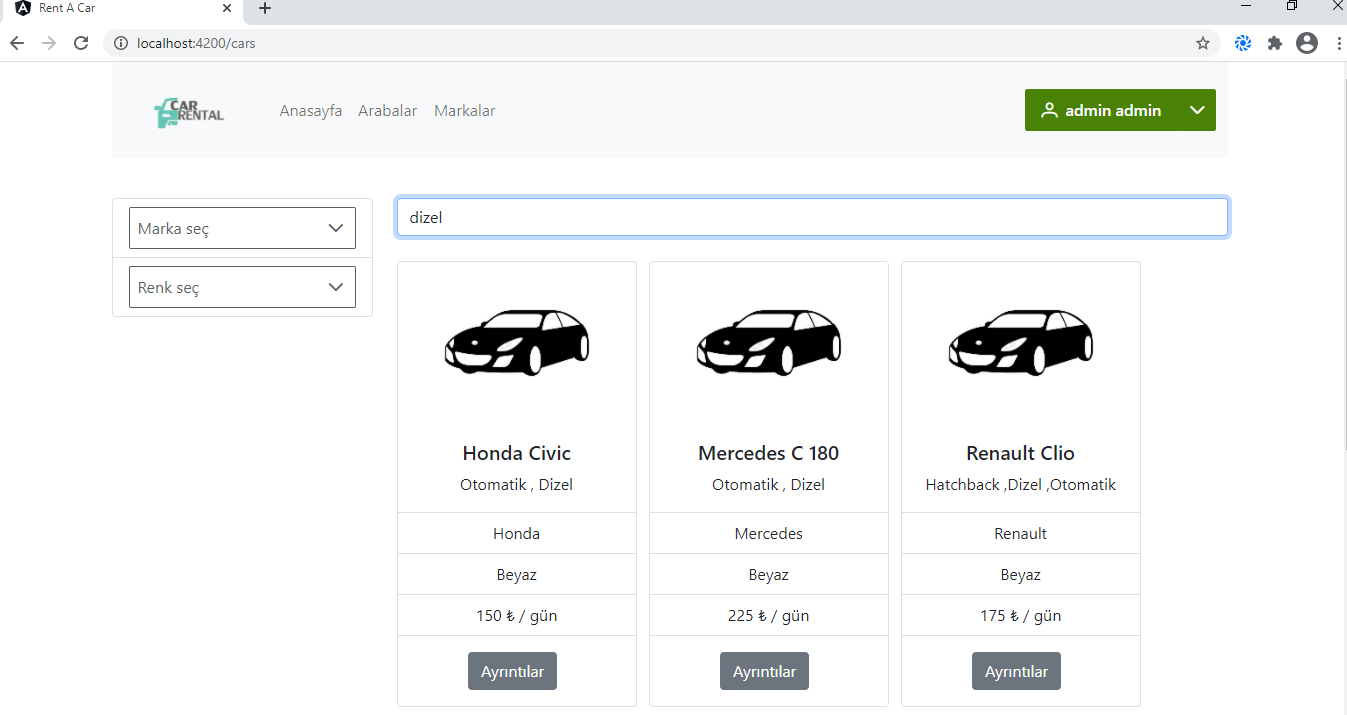 Rent A Car
localhost:4200/cars
CAR
RENTAL
Anasayfa Arabalar Markalar
admin admin
Marka seç
Renk seç
dizel
Honda Civic
Otomatik , Dizel
Honda
Beyaz
150 ₺ / gün
Ayrıntılar
Mercedes C 180
Otomatik , Dizel
Mercedes
Beyaz
225 ₺ / gün
Ayrıntılar
Renault Clio
Hatchback ,Dizel ,Otomatik
Renault
Beyaz
175 ₺ / gün
Ayrıntılar